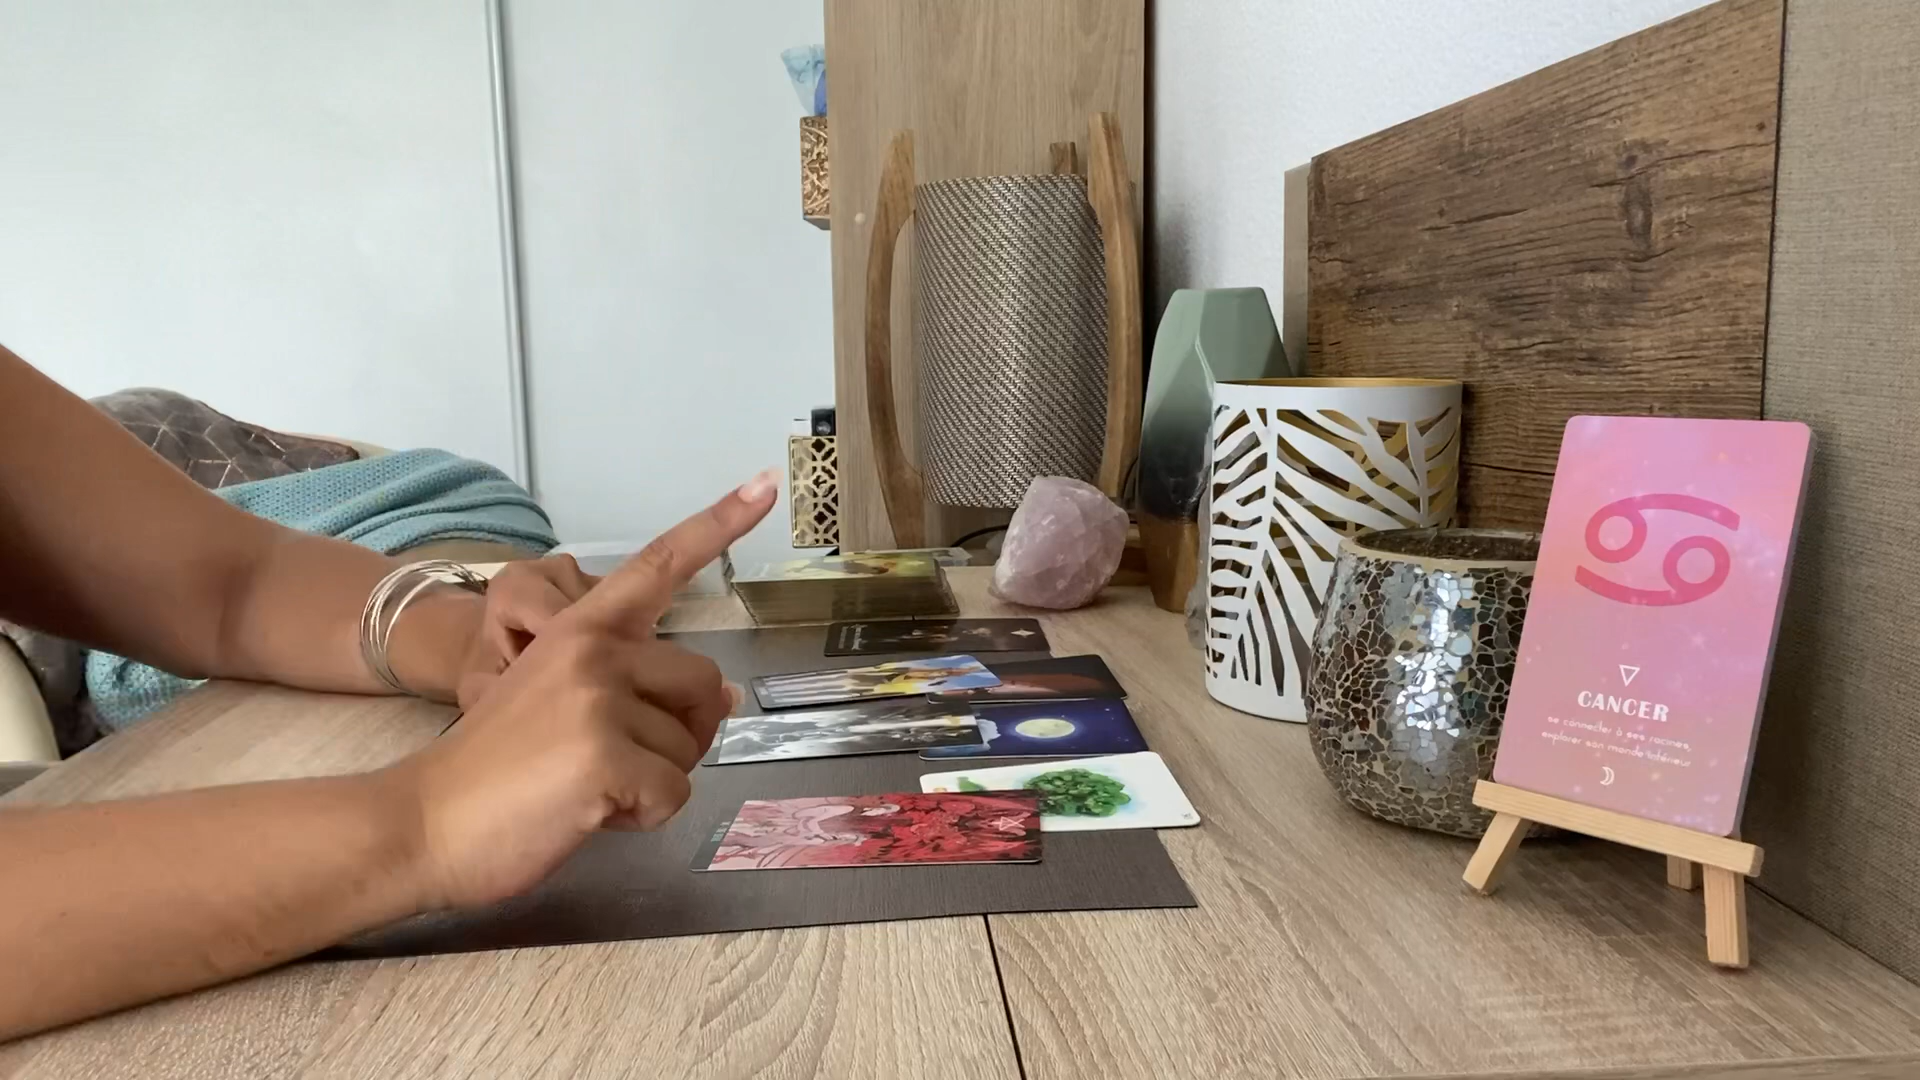 CANCER
se connecter à ses racines,
explorer son monde intérieur